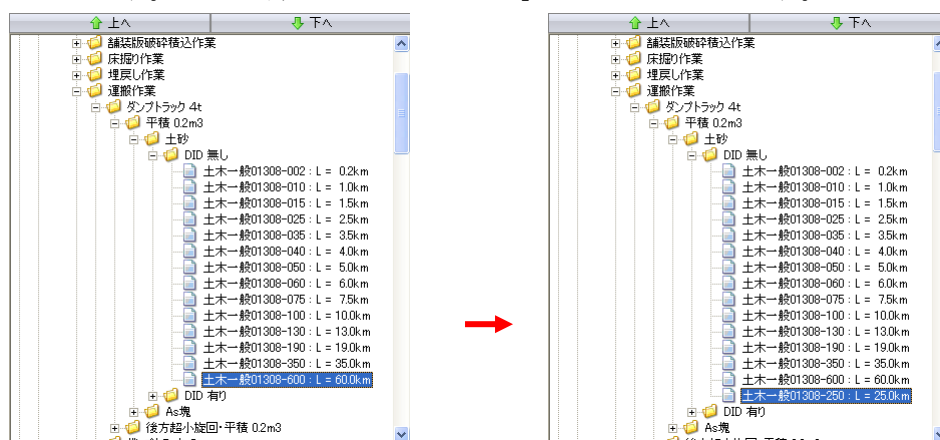 上へ 下へ
舗装版破砕積込作業
床掘り作業
埋戻し作業
運搬作業
ダンプトラック 4t
平積 0.2m3
土砂
DID 無し
土木一般01308-002 : L = 0.2km
土木一般01308-010 : L = 1.0km
土木一般01308-015 : L = 1.5km
土木一般01308-025 : L = 2.5km
土木一般01308-035 : L = 3.5km
土木一般01308-040 : L = 4.0km
土木一般01308-050 : L = 5.0km
土木一般01308-060 : L = 6.0km
土木一般01308-075 : L = 7.5km
土木一般01308-100 : L = 10.0km
土木一般01308-130 : L = 13.0km
土木一般01308-190 : L = 19.0km
土木一般01308-350 : L = 35.0km
土木一般01308-600 : L = 60.0km
DID 有り
As塊
後方超小旋回・平積 0.2m3
上へ 下へ
舗装版破砕積込作業
床掘り作業
埋戻し作業
運搬作業
ダンプトラック 4t
平積 0.2m3
土砂
DID 無し
土木一般01308-002 : L = 0.2km
土木一般01308-010 : L = 1.0km
土木一般01308-015 : L = 1.5km
土木一般01308-025 : L = 2.5km
土木一般01308-035 : L = 3.5km
土木一般01308-040 : L = 4.0km
土木一般01308-050 : L = 5.0km
土木一般01308-060 : L = 6.0km
土木一般01308-075 : L = 7.5km
土木一般01308-100 : L = 10.0km
土木一般01308-130 : L = 13.0km
土木一般01308-190 : L = 19.0km
土木一般01308-350 : L = 35.0km
土木一般01308-600 : L = 60.0km
土木一般01308-250 : L = 25.0km
DID 有り
As塊